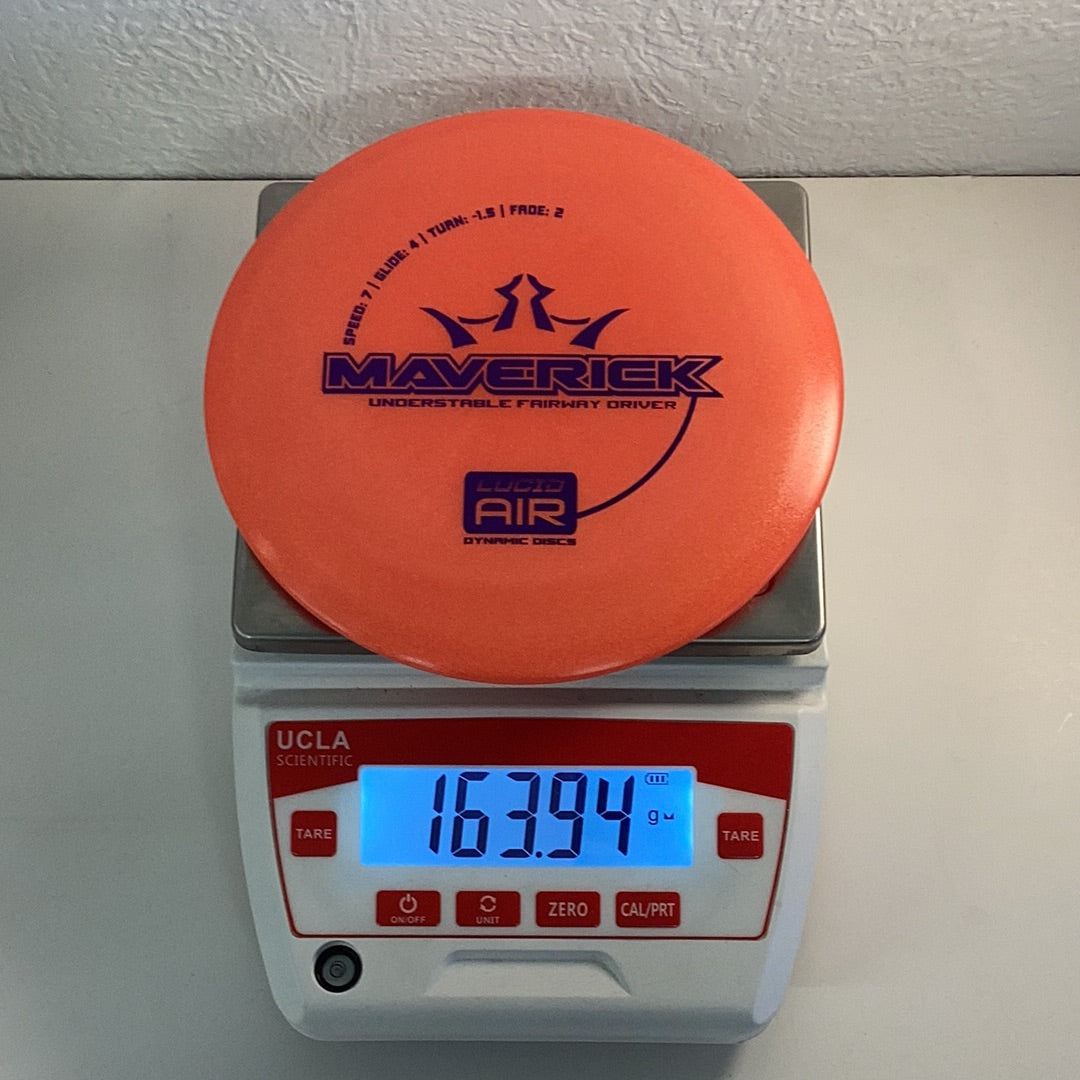 SPEED: 7 | GLIDE: 4 | TURN: -1.5 | FADE: 2
MAVERICK
UNDERSTABLE FAIRWAY DRIVER
LUCID
AIR
DYNAMIC DISCS
UCLA
SCIENTIFIC
163.94 g
TARE
TARE
ON/OFF
UNIT
ZERO
CAL/PRT